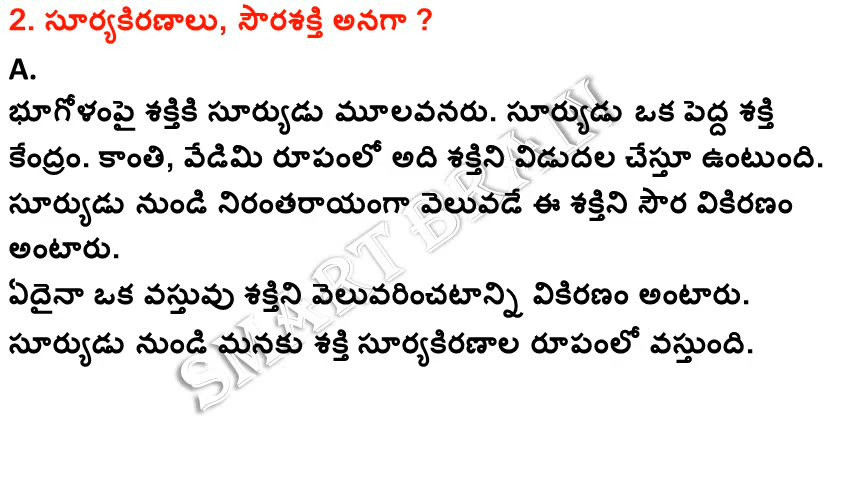 2. సూర్యకిరణాలు, సౌరశక్తి అనగా ?
A.
భూగోళంపై శక్తికి సూర్యుడు మూలవనరు. సూర్యుడు ఒక పెద్ద శక్తి
కేంద్రం. కాంతి, వేడిమి రూపంలో అది శక్తిని విడుదల చేస్తూ ఉంటుంది.
సూర్యుడు నుండి నిరంతరాయంగా వెలువడే ఈ శక్తిని సౌర వికిరణం
అంటారు.
ఏదైనా ఒక వస్తువు శక్తిని వెలువరించటాన్ని వికిరణం అంటారు.
సూర్యుడు నుండి మనకు శక్తి సూర్యకిరణాల రూపంలో వస్తుంది.
SMART BRAIN